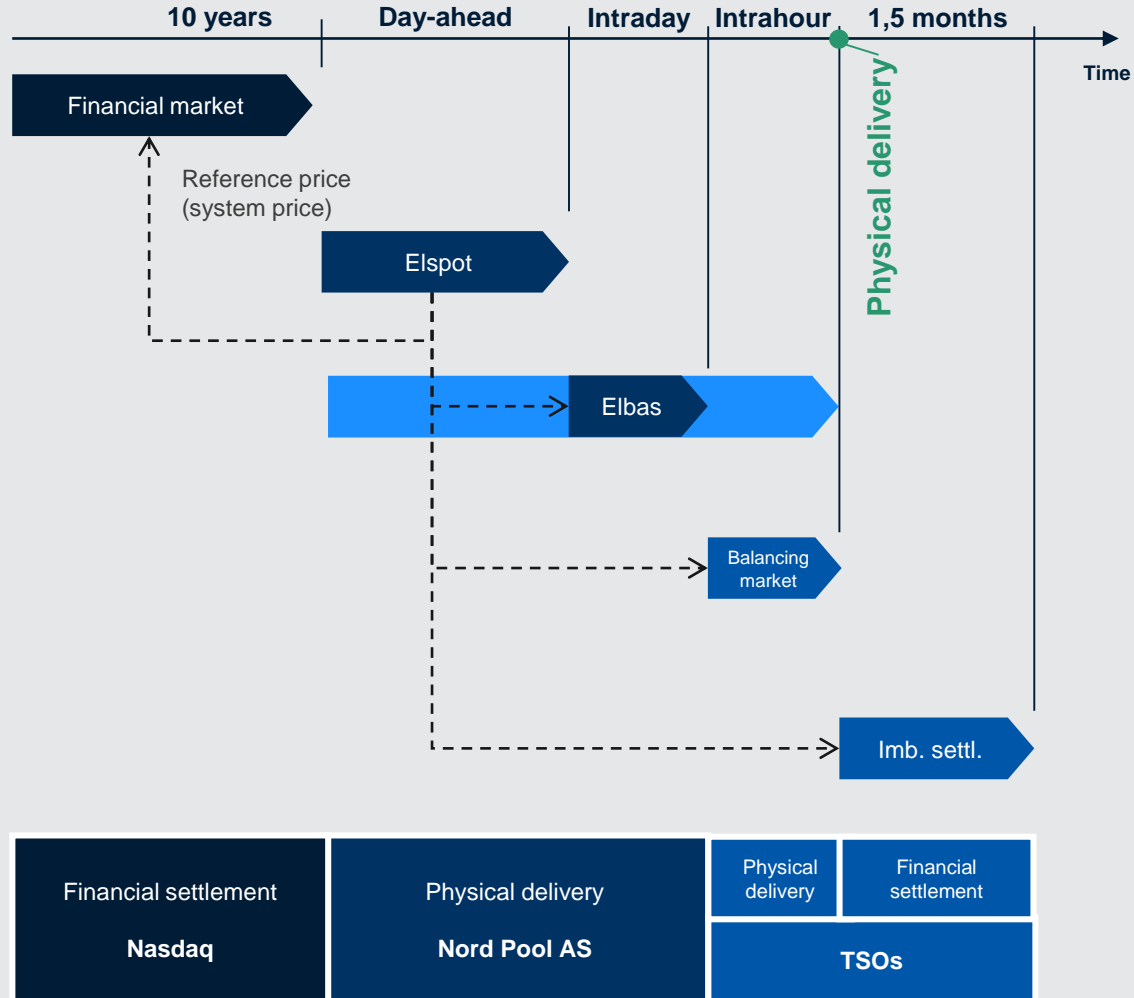 10 years
Day-ahead
Intraday
Intrahour
1,5 months
Time
Physical delivery
Financial market
Reference price
(system price)
Elspot
Elbas
Balancing
market
Imb. settl.
Financial settlement
Nasdaq
Physical delivery
Nord Pool AS
Physical
delivery
Financial
settlement
TSOs